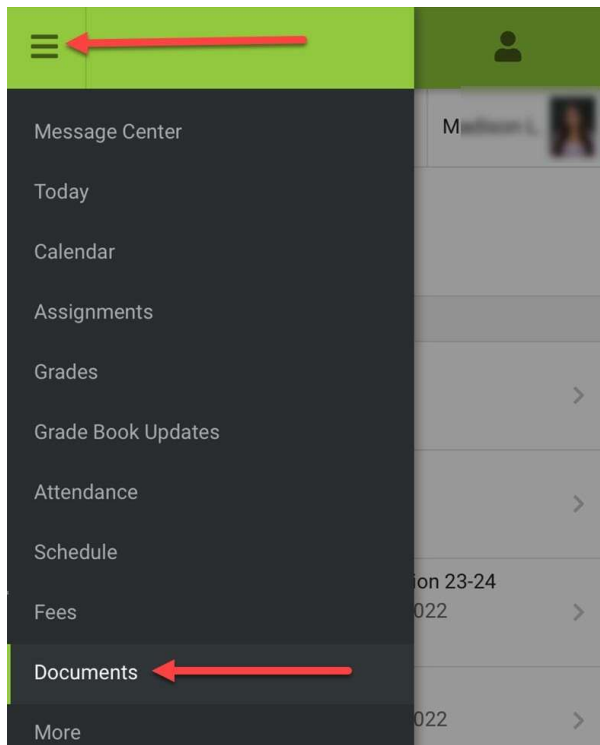 M
Message Center
Today
Calendar
Assignments
Grades
Grade Book Updates
Attendance
Schedule
Fees
Documents
More
ion 23-24
022
022